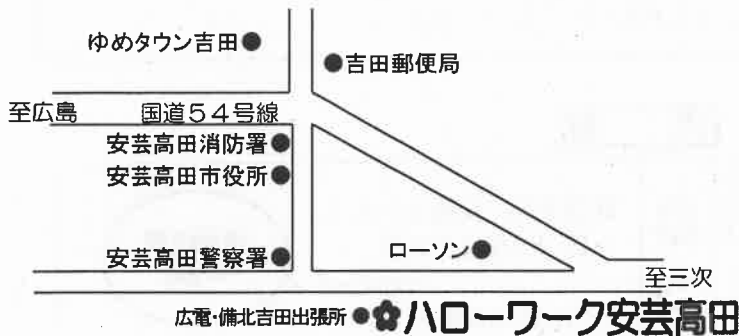 ゆめタウン吉田●
●吉田郵便局
至広島 国道54号線
安芸高田消防署●
安芸高田市役所●
安芸高田警察署●
ローソン●
至三次
広電・備北吉田出張所●
ハローワーク安芸高田